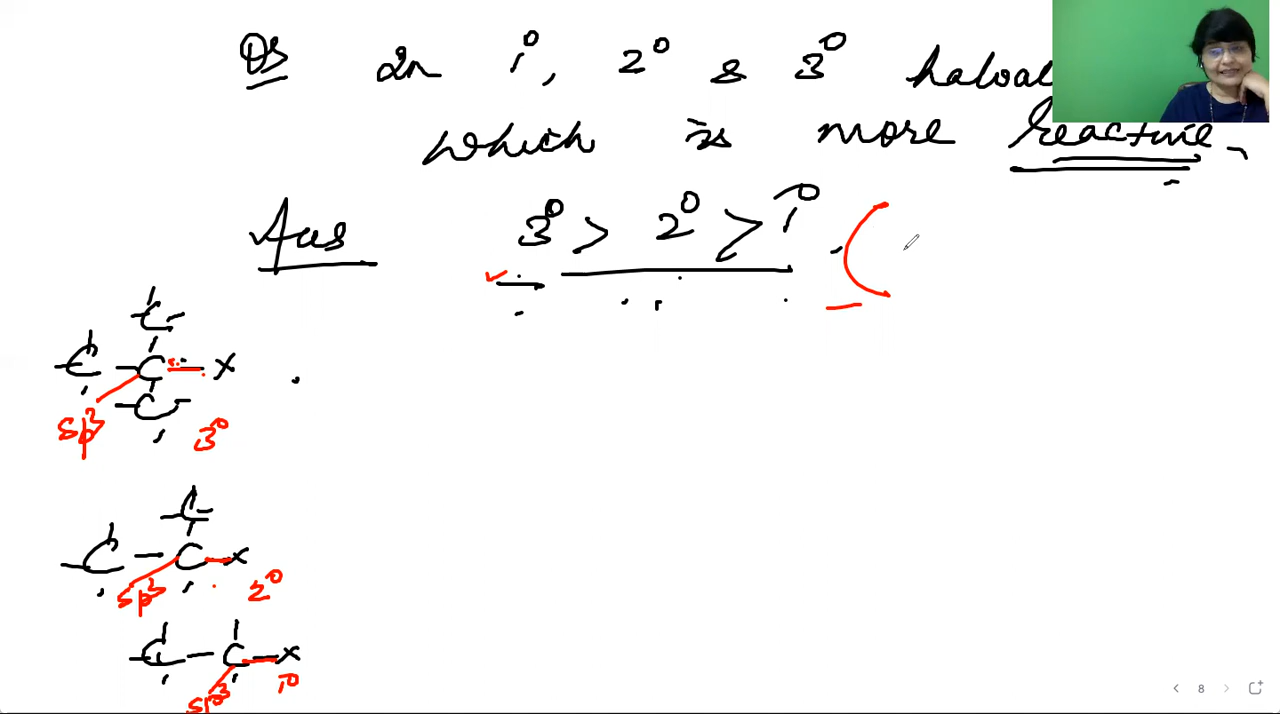 Qs In 1°, 2° & 3°
which is more reactive
Ans 3° > 2° > 1° (
C
C - C - X
C
sp3 3°
C
C - C - X
sp3 2°
C - C - X
sp3 1°
8